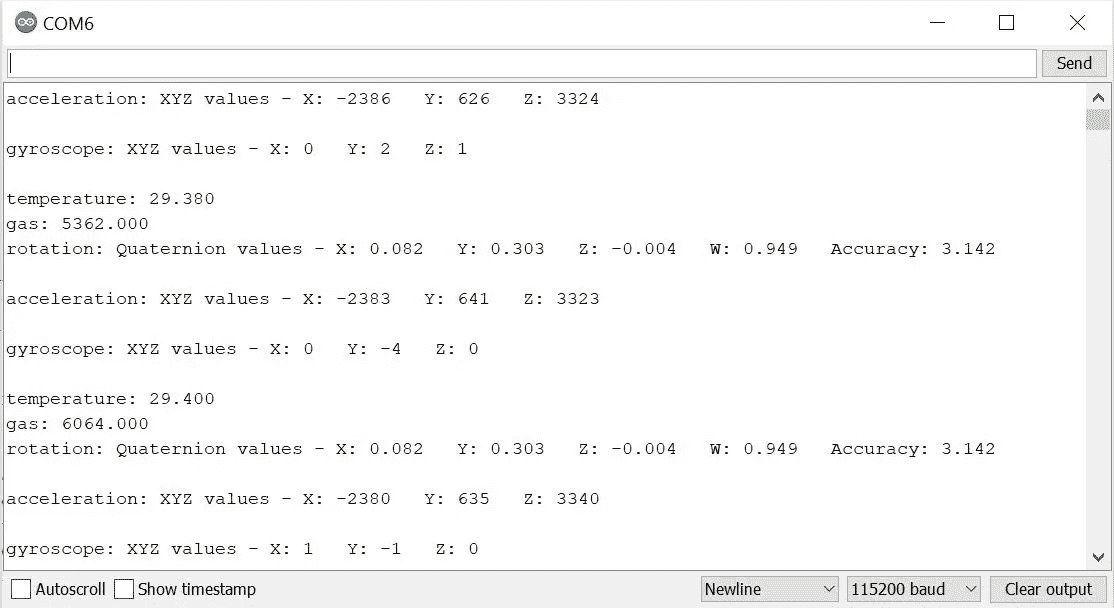 COM6
Send
acceleration: XYZ values - X: -2386   Y: 626   Z: 3324
gyroscope: XYZ values - X: 0   Y: 2   Z: 1
temperature: 29.380
gas: 5362.000
rotation: Quaternion values - X: 0.082   Y: 0.303   Z: -0.004   W: 0.949   Accuracy: 3.142
acceleration: XYZ values - X: -2383   Y: 641   Z: 3323
gyroscope: XYZ values - X: 0   Y: -4   Z: 0
temperature: 29.400
gas: 6064.000
rotation: Quaternion values - X: 0.082   Y: 0.303   Z: -0.004   W: 0.949   Accuracy: 3.142
acceleration: XYZ values - X: -2380   Y: 635   Z: 3340
gyroscope: XYZ values - X: 1   Y: -1   Z: 0
Autoscroll   Show timestamp   Newline   115200 baud   Clear output